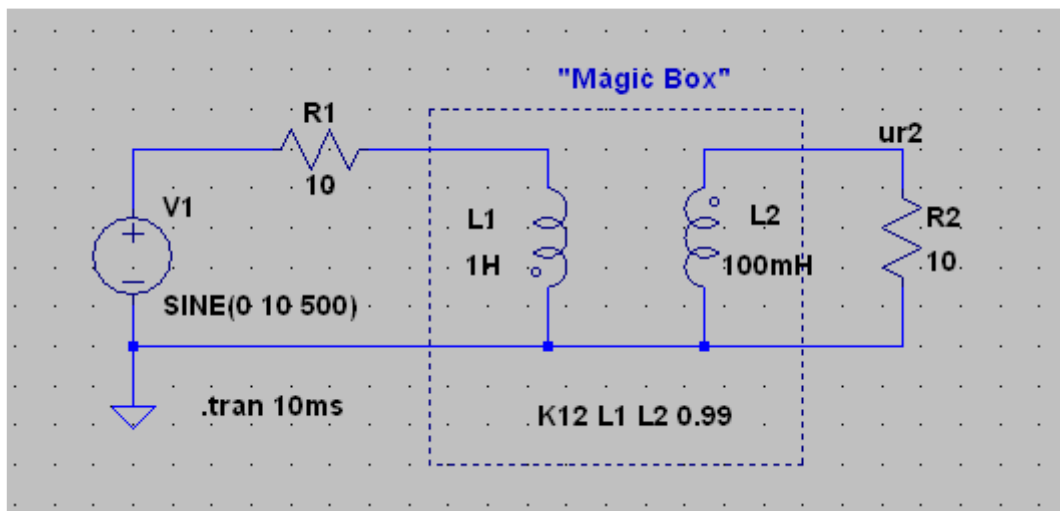 "Magic Box"
R1
10
ur2
V1
L1
1H
L2
100mH
R2
10
SINE(0 10 500)
.tran 10ms
K12 L1 L2 0.99